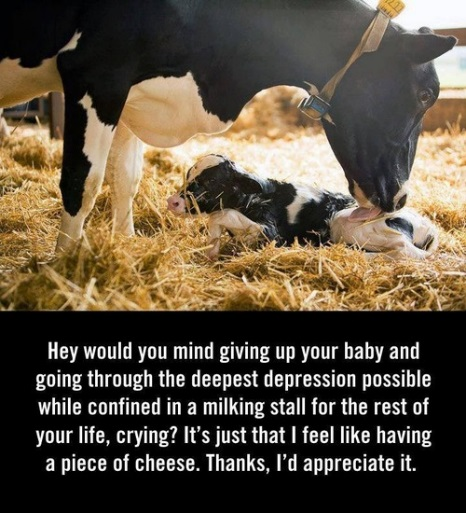 Hey would you mind giving up your baby and
going through the deepest depression possible
while confined in a milking stall for the rest of
your life, crying? It's just that I feel like having
a piece of cheese. Thanks, I'd appreciate it.